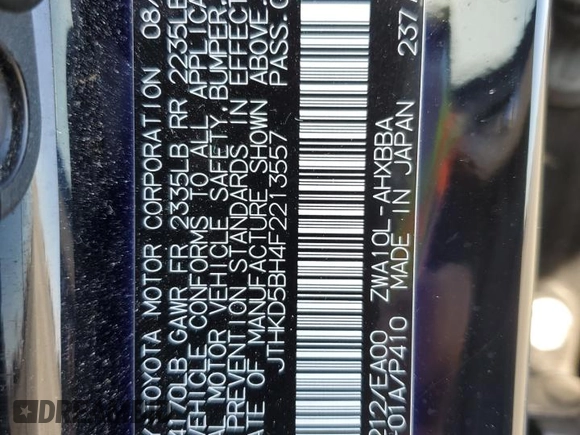 Y TOYOTA MOTOR CORPORATION 08/
4170LB GAWR FR 2335LB RR 2235LB
VEHICLE CONFORMS TO ALL APPLICA
AL MOTOR VEHICLE SAFETY BUMPER,
PREVENTION STANDARDS IN EFFECT
ATE OF MANUFACTURE SHOWN ABOVE.
JTHKD5BH4F2213557 PASS.C
212/EA00 ZWA10L-AHXBBA
-01A/P410 MADE IN JAPAN 237
DREAMBID